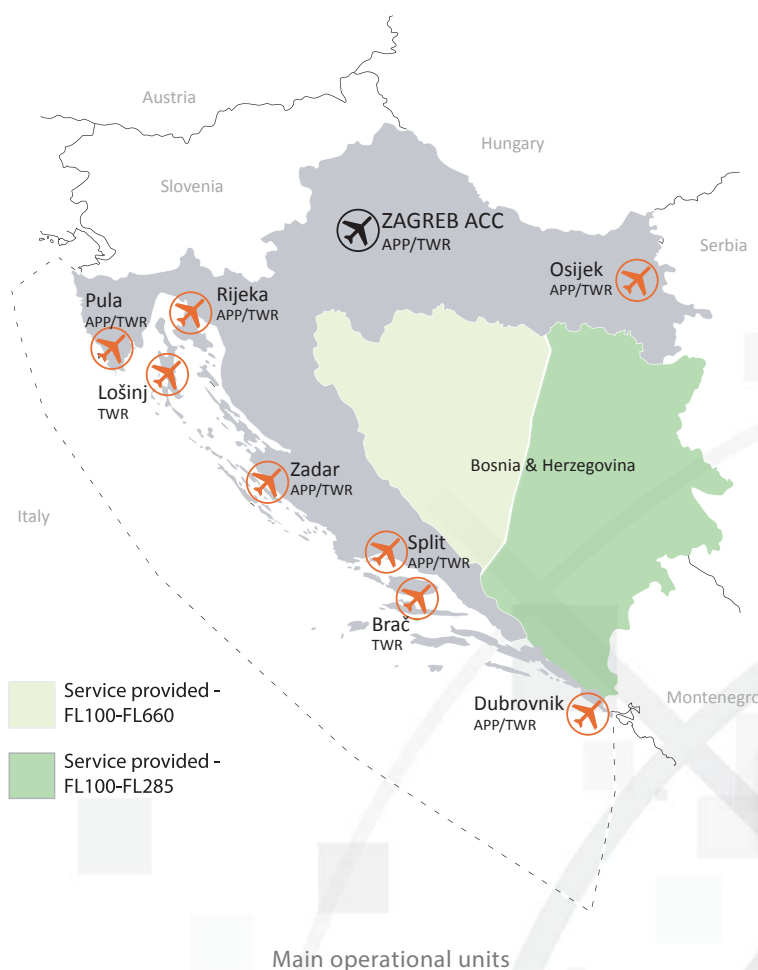 Austria
Hungary
Slovenia
ZAGREB ACC
APP/TWR
Serbia
Osijek
APP/TWR
Pula
APP/TWR
Rijeka
APP/TWR
Lošinj
TWR
Bosnia & Herzegovina
Zadar
APP/TWR
Italy
Split
APP/TWR
Brač
TWR
Service provided -
FL100-FL660
Dubrovnik
APP/TWR
Montenegro
Service provided -
FL100-FL285
Main operational units